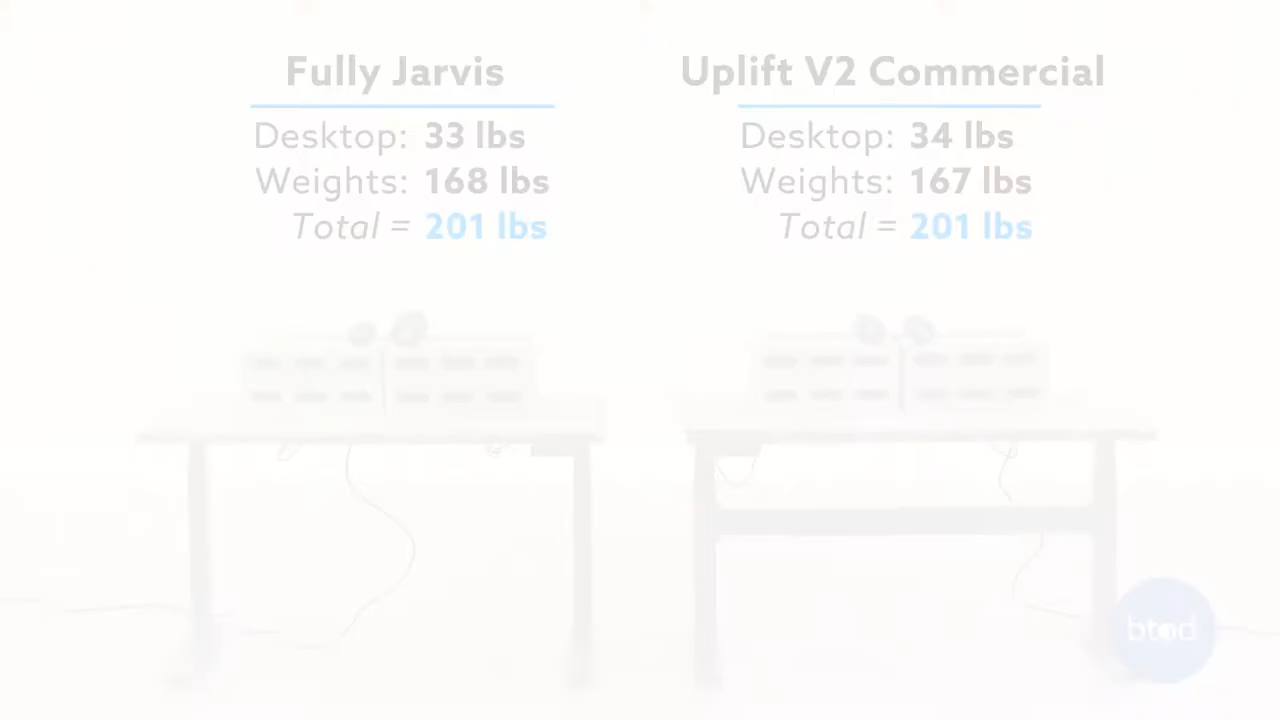 Fully Jarvis
Desktop: 33 lbs
Weights: 168 lbs
Total = 201 lbs
Uplift V2 Commercial
Desktop: 34 lbs
Weights: 167 lbs
Total = 201 lbs
btod